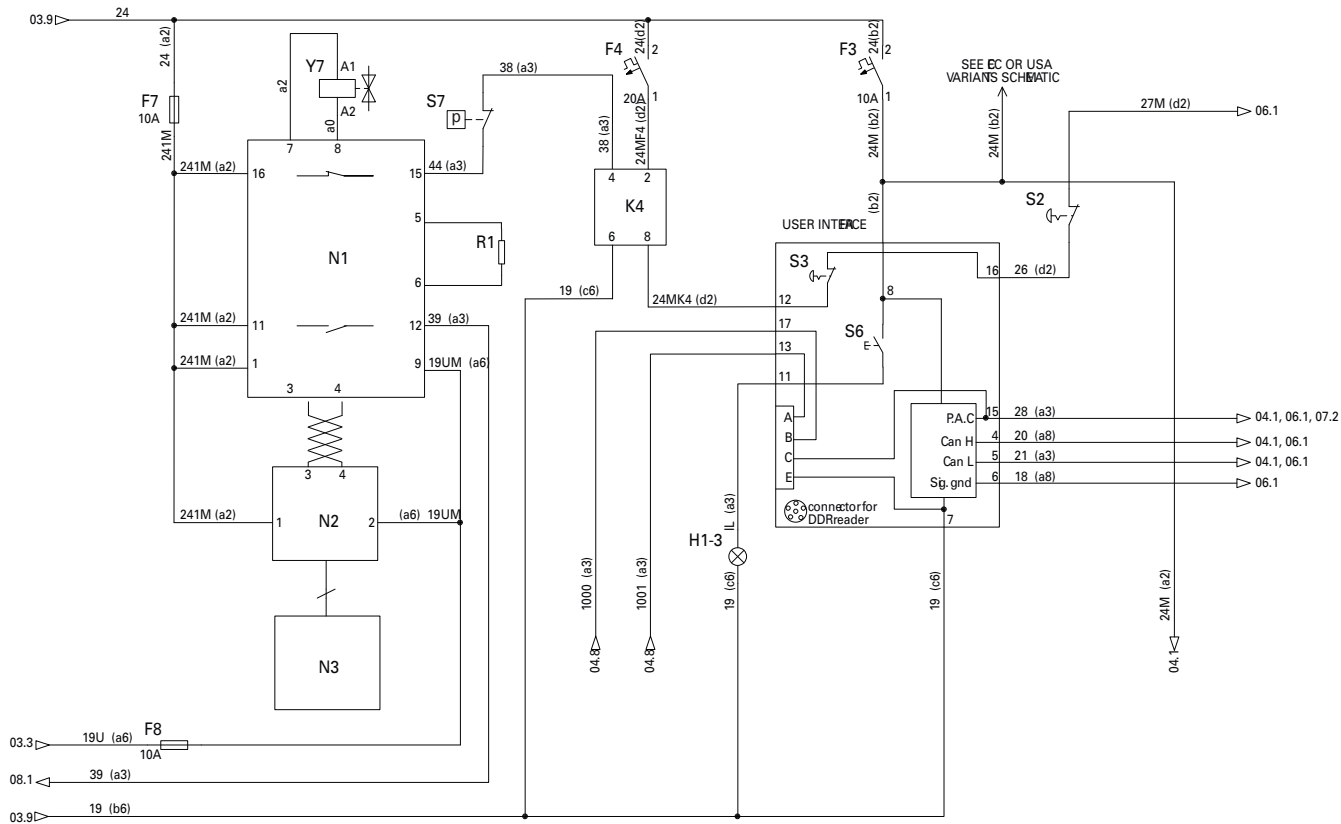 03.9
24
24 (a2)
F7
10A
241M
a2
Y7
A1
A2
a0
7
8
S7
p
38 (a3)
38 (a3)
F4
24(d2)
2
20A
1
24MF4 (d2)
F3
24(b2)
2
10A
1
24M (b2)
SEE EC OR USA
VARIANTS SCHEMATIC
24M (b2)
27M (d2)
06.1
241M (a2)
16
15
44 (a3)
4
2
K4
6
8
(b2)
S2
5
R1
N1
6
USER INTERFACE
S3
16
26 (d2)
19 (c6)
24MK4 (d2)
12
8
241M (a2)
11
12
39 (a3)
17
S6
E
13
241M (a2)
1
9
19UM (a6)
11
3
4
A
B
C
E
P.A.C
15
28 (a3)
04.1, 06.1, 07.2
Can H
4
20 (a8)
04.1, 06.1
Can L
5
21 (a3)
04.1, 06.1
Sig. gnd
6
18 (a8)
06.1
3
4
241M (a2)
1
N2
2
(a6) 19UM
connector for
DDR reader
7
IL (a3)
H1-3
19 (c6)
1000 (a3)
04.8
1001 (a3)
04.8
19 (c6)
24M (a2)
04.1
N3
03.3
19U (a6)
F8
10A
08.1
39 (a3)
03.9
19 (b6)